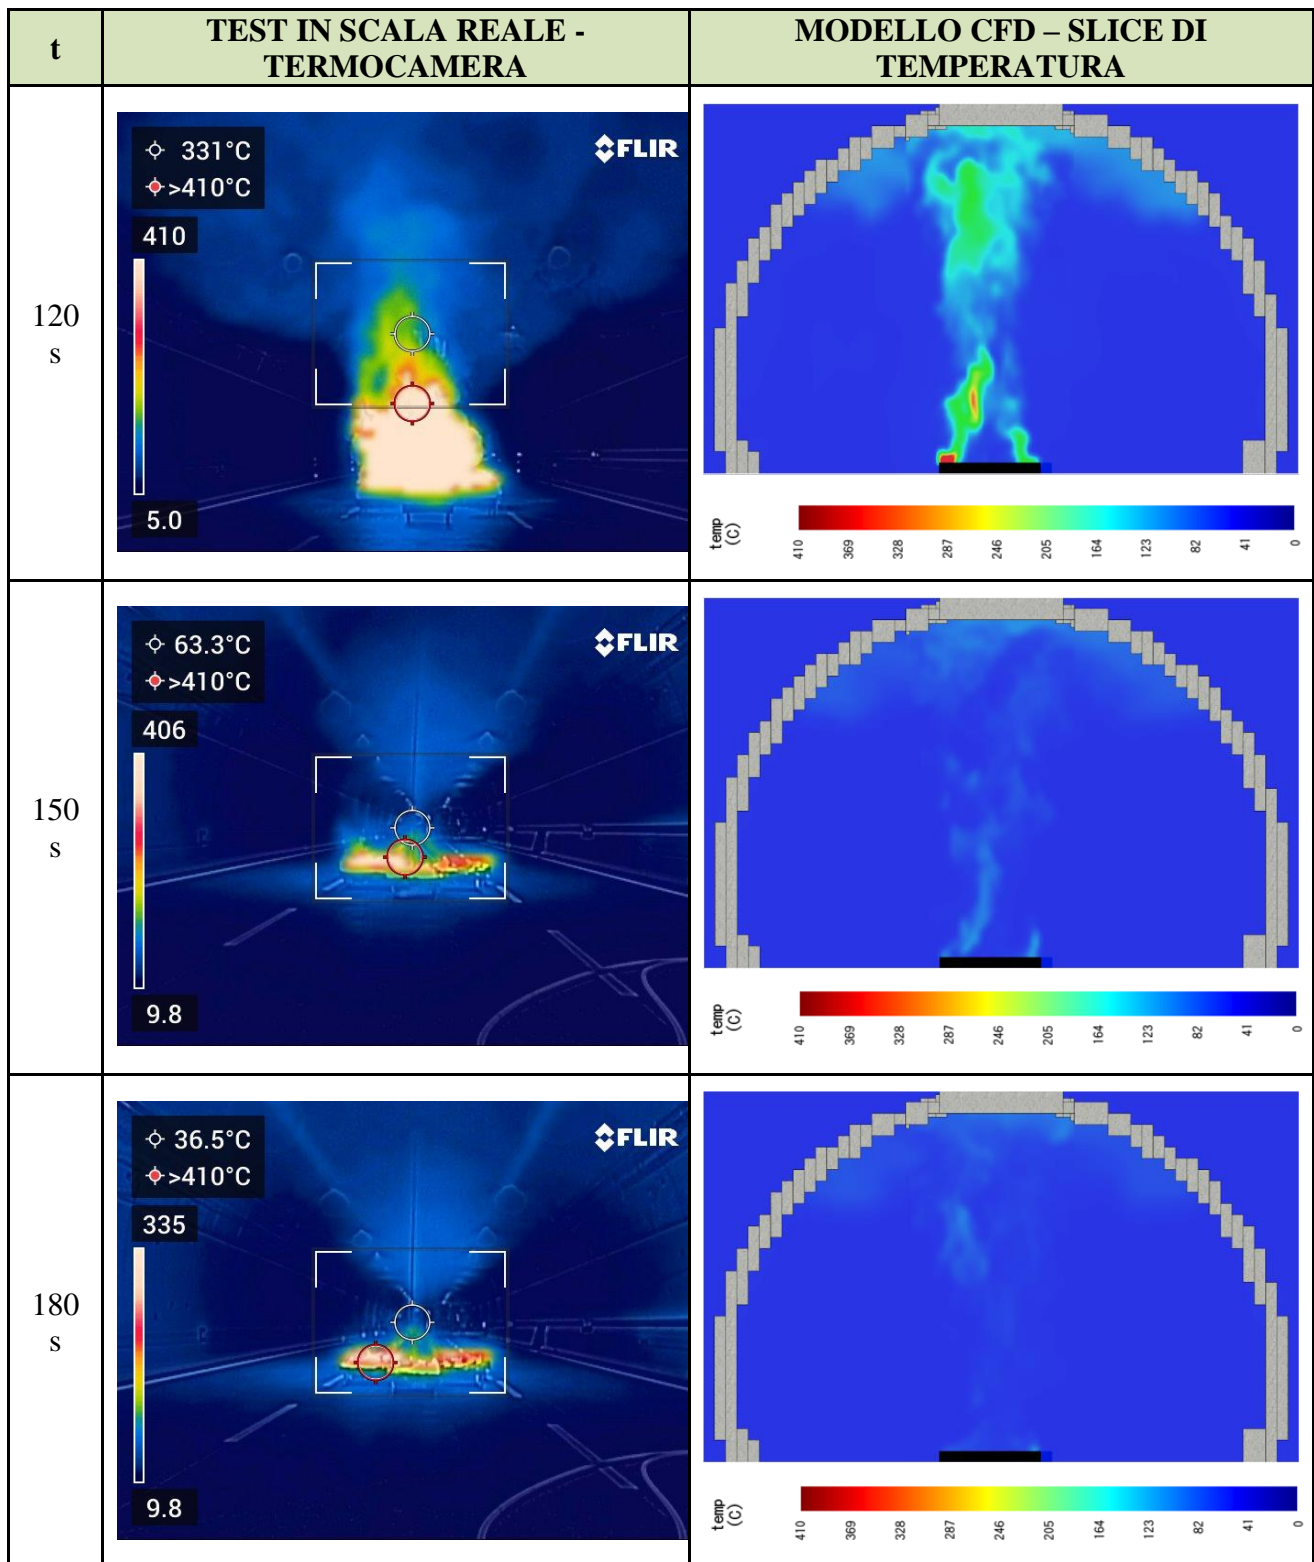 t
TEST IN SCALA REALE -
TERMOCAMERA
MODELLO CFD – SLICE DI
TEMPERATURA
120
s
331°C
>410°C
410
5.0
FLIR
temp
(C)
410
369
328
287
246
205
164
123
82
41
0
150
s
63.3°C
>410°C
406
9.8
FLIR
temp
(C)
410
369
328
287
246
205
164
123
82
41
0
180
s
36.5°C
>410°C
335
9.8
FLIR
temp
(C)
410
369
328
287
246
205
164
123
82
41
0